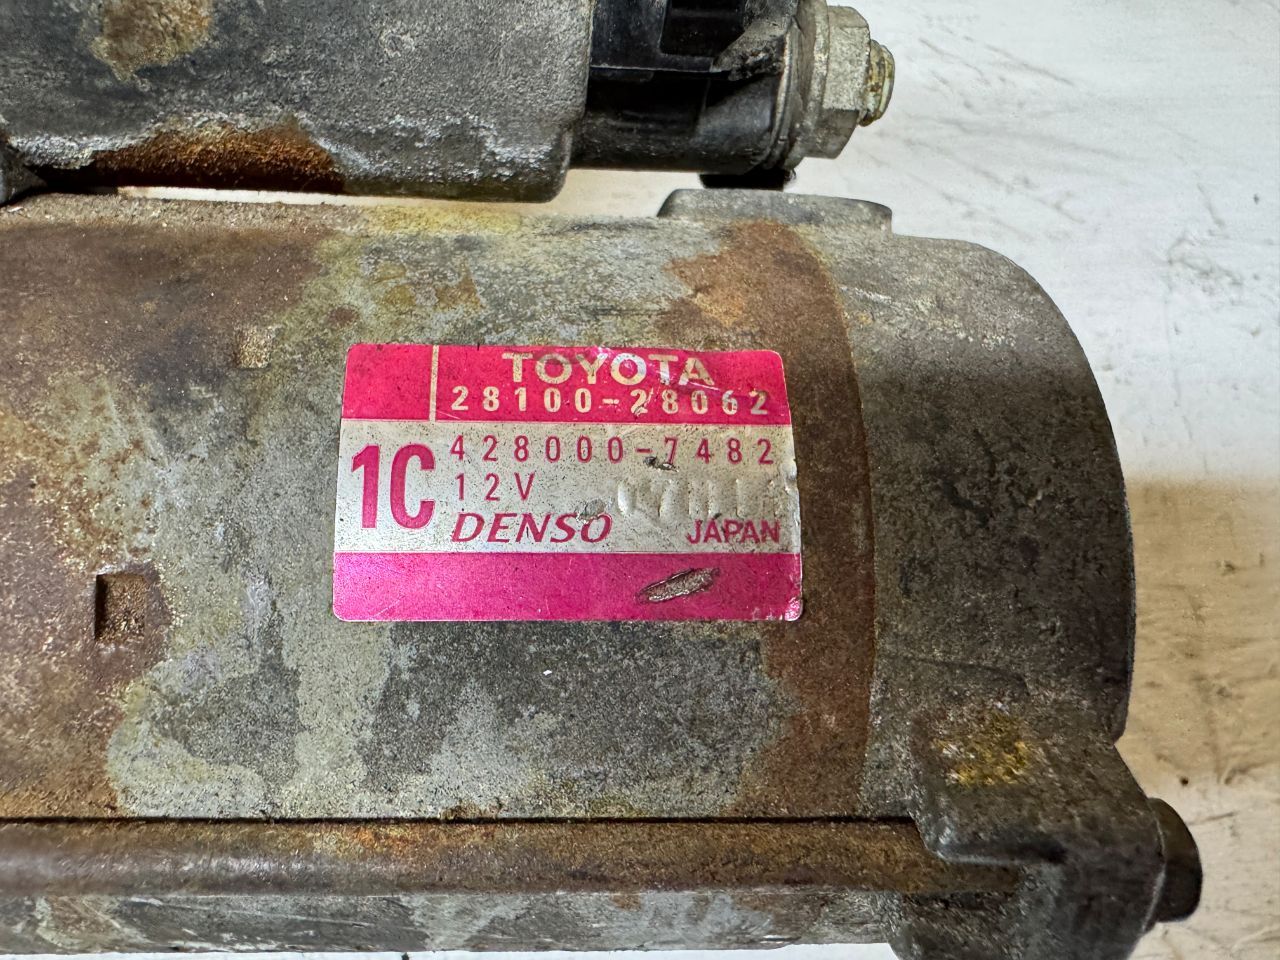 TOYOTA
28100-28062
1C
428000-7482
12V
DENSO JAPAN